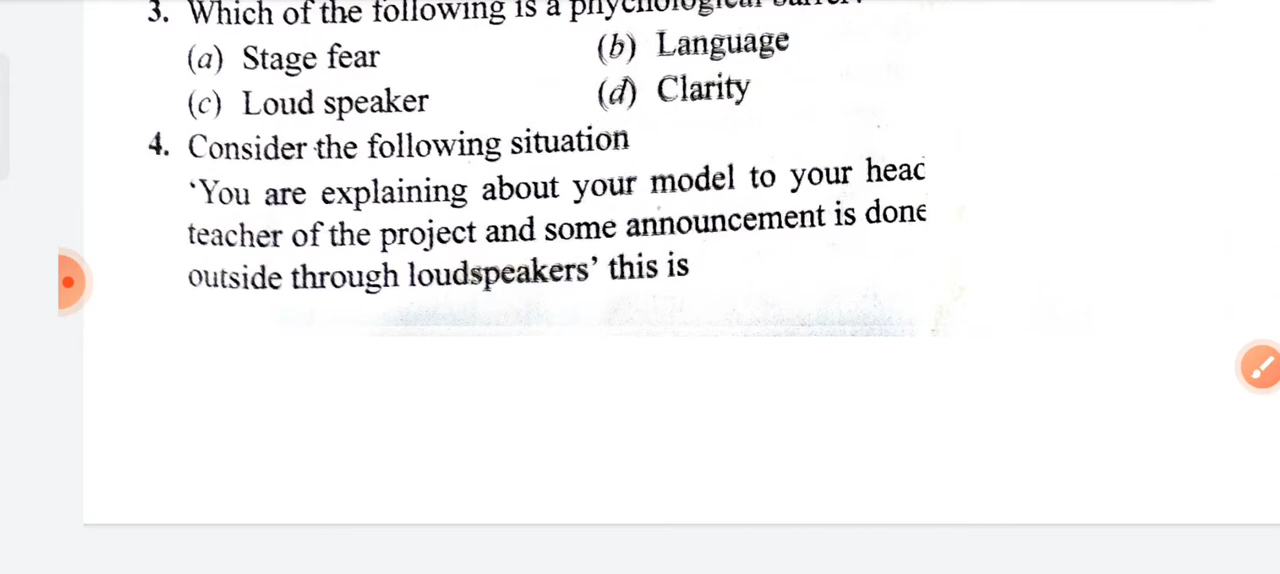 3. Which of the following is a
(a) Stage fear (b) Language
(c) Loud speaker (d) Clarity
4. Consider the following situation
‘You are explaining about your model to your head
teacher of the project and some announcement is done
outside through loudspeakers’ this is